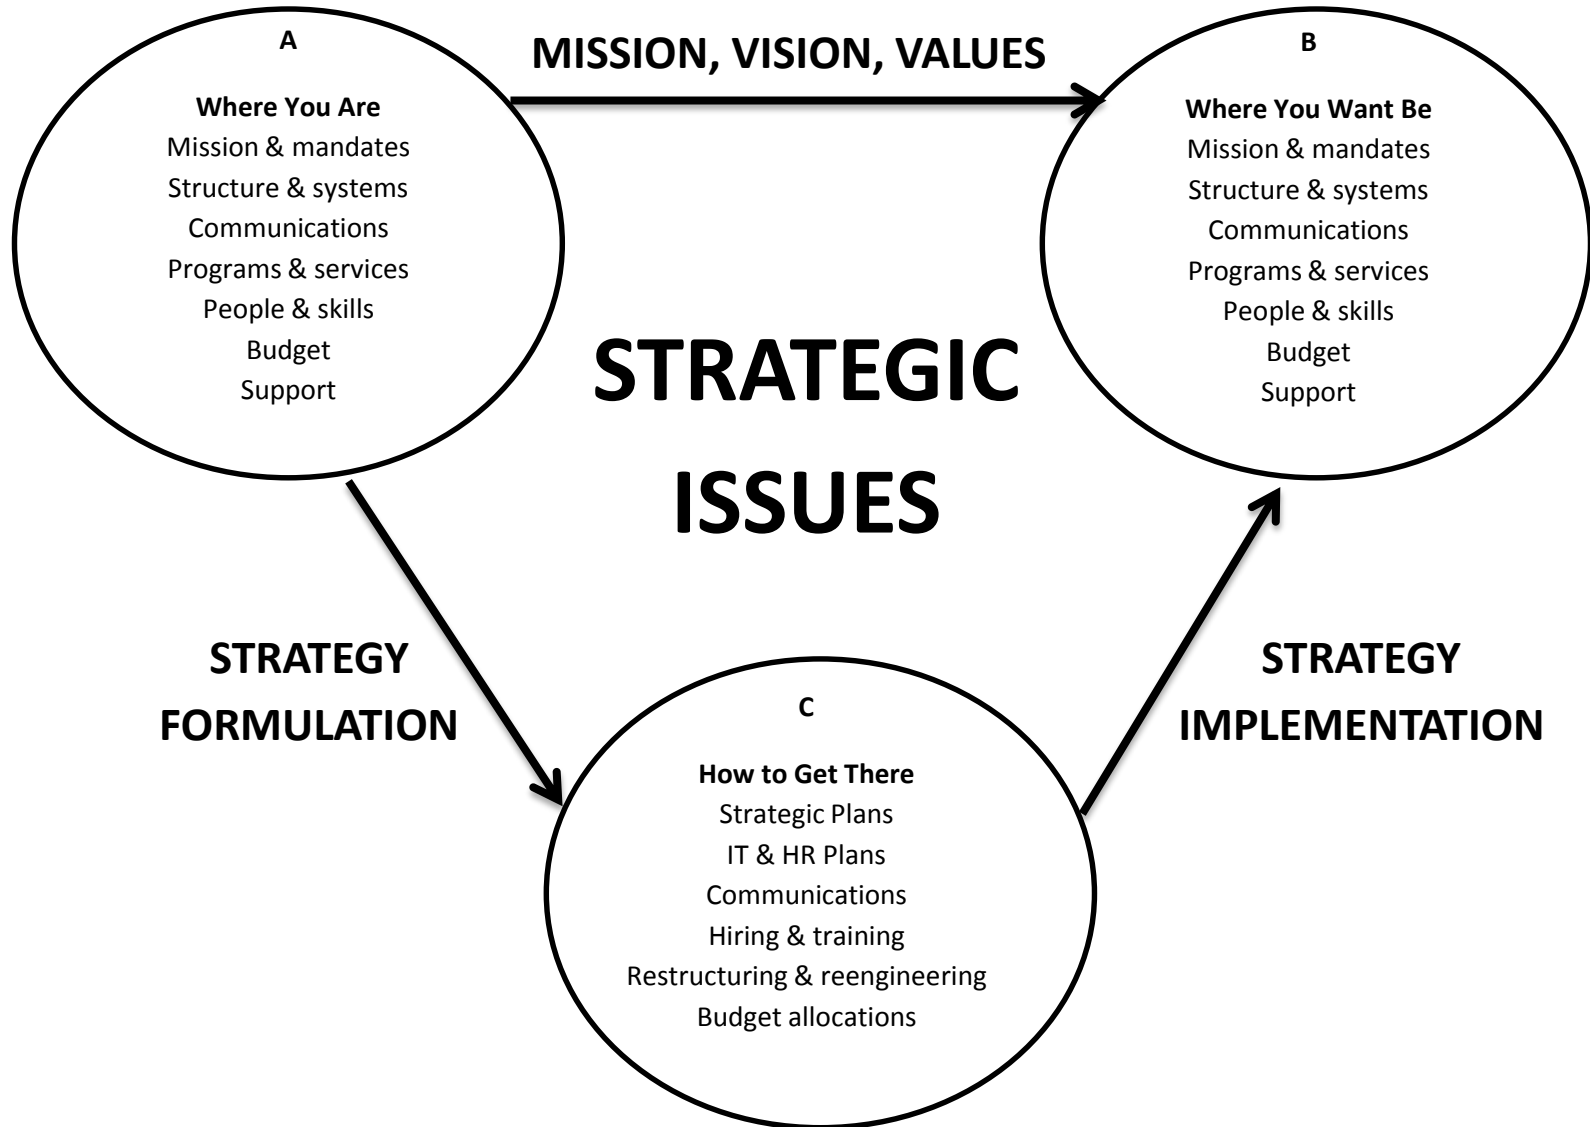 A
Where You Are
Mission & mandates
Structure & systems
Communications
Programs & services
People & skills
Budget
Support
MISSION, VISION, VALUES
B
Where You Want Be
Mission & mandates
Structure & systems
Communications
Programs & services
People & skills
Budget
Support
STRATEGIC
ISSUES
STRATEGY
FORMULATION
STRATEGY
IMPLEMENTATION
C
How to Get There
Strategic Plans
IT & HR Plans
Communications
Hiring & training
Restructuring & reengineering
Budget allocations